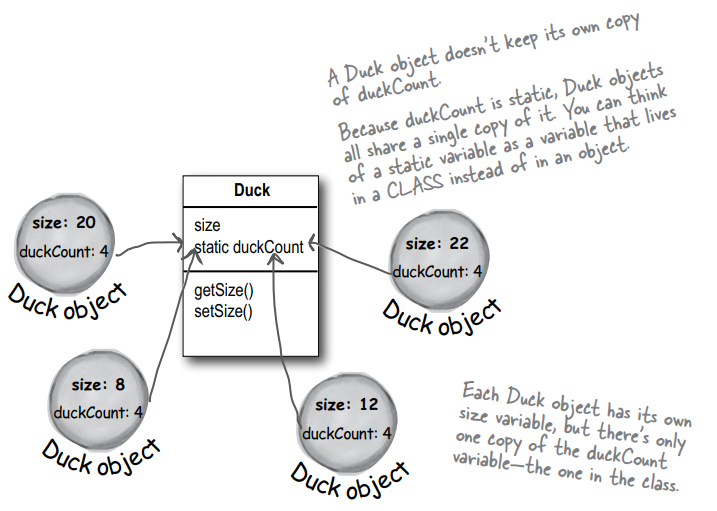 A Duck object doesn't keep its own copy
of duckCount.
Because duckCount is static, Duck objects
all share a single copy of it. You can think
of a static variable as a variable that lives
in a CLASS instead of in an object.
Duck
size
static duckCount
getSize()
setSize()
size: 20
duckCount: 4
Duck object
size: 22
duckCount: 4
Duck object
size: 8
duckCount: 4
Duck object
size: 12
duckCount: 4
Duck object
Each Duck object has its own
size variable, but there's only
one copy of the duckCount
variable—the one in the class.